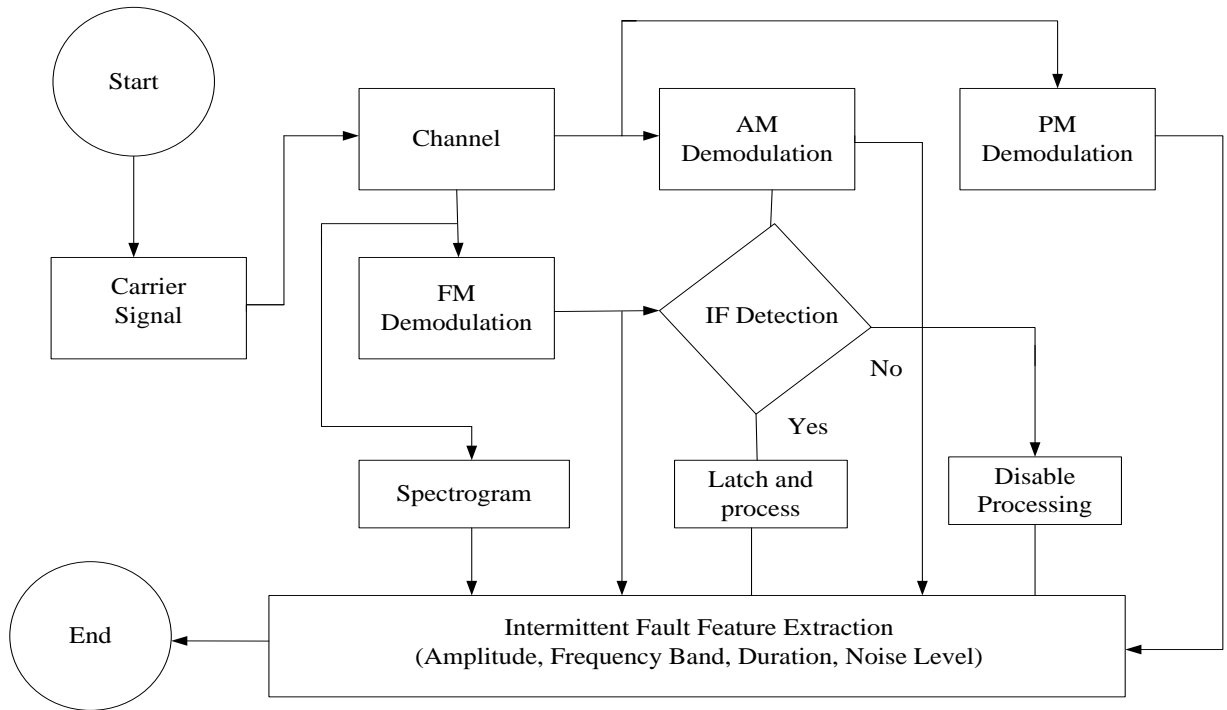 Start
Channel
AM
Demodulation
PM
Demodulation
Carrier
Signal
FM
Demodulation
IF Detection
No
Yes
Spectrogram
Latch and
process
Disable
Processing
End
Intermittent Fault Feature Extraction
(Amplitude, Frequency Band, Duration, Noise Level)